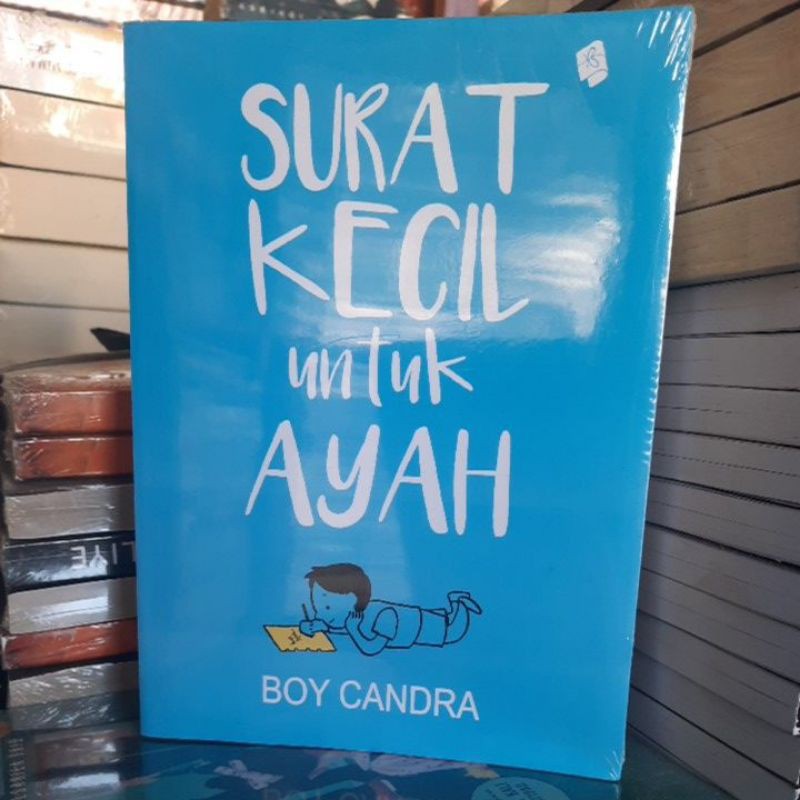 SURAT
KECIL
untuk
AYAH
BOY CANDRA